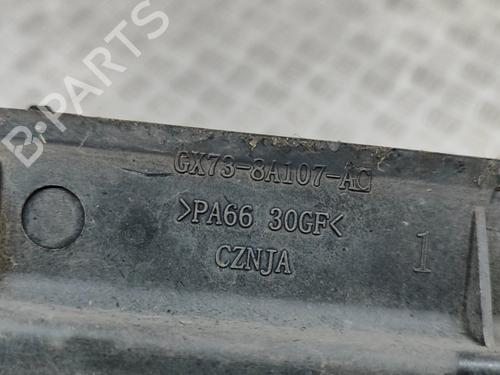 GX73-8A107-AC
>PA66 30GF<
CZNJA
1
B-PARTS